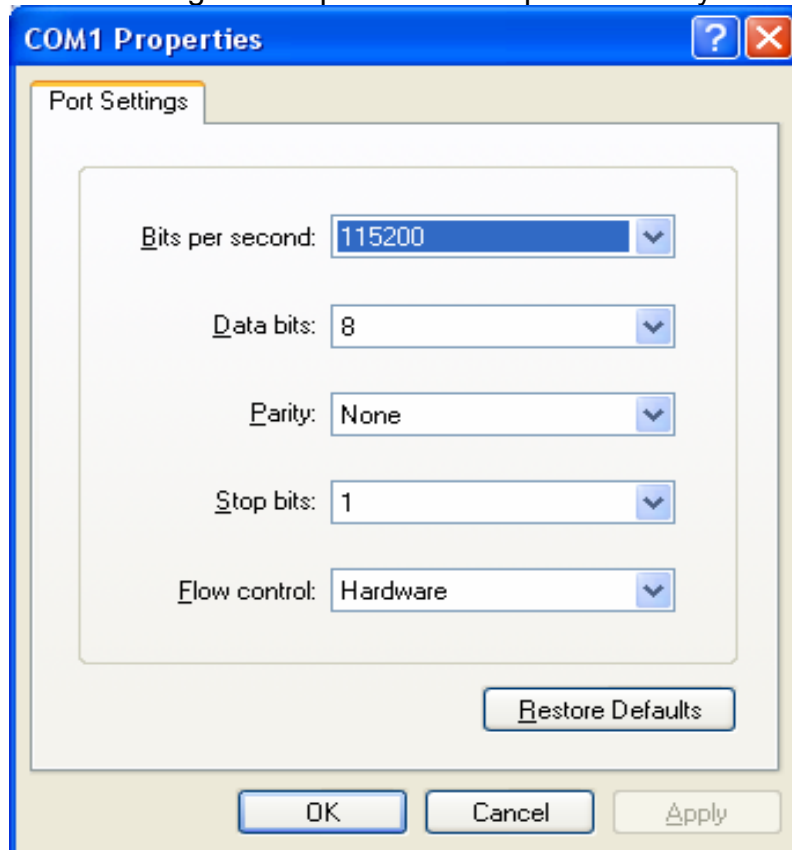 COM1 Properties
Port Settings
Bits per second: 115200
Data bits: 8
Parity: None
Stop bits: 1
Flow control: Hardware
Restore Defaults
OK Cancel Apply